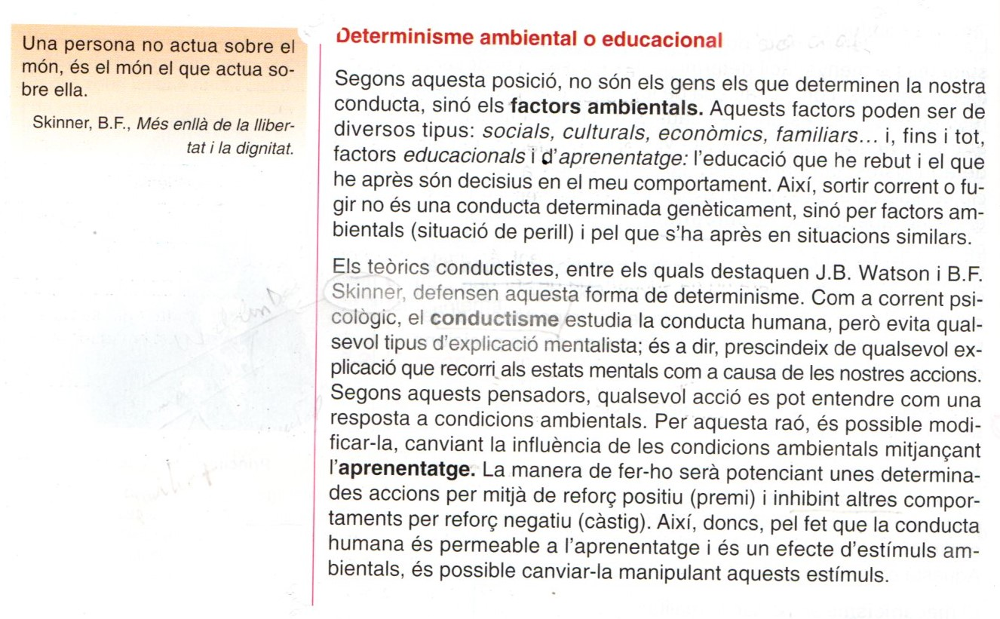 Una persona no actua sobre el
món, és el món el que actua so-
bre ella.
Skinner, B.F., Més enllà de la lliber-
tat i la dignitat.
Determinisme ambiental o educacional
Segons aquesta posició, no són els gens els que determinen la nostra
conducta, sinó els factors ambientals. Aquests factors poden ser de
diversos tipus: socials, culturals, econòmics, familiars... i, fins i tot,
factors educacionals i d'aprenentatge: l'educació que he rebut i el que
he après són decisius en el meu comportament. Així, sortir corrent o fu-
gir no és una conducta determinada genèticament, sinó per factors am-
bientals (situació de perill) i pel que s'ha après en situacions similars.
Els teòrics conductistes, entre els quals destaquen J.B. Watson i B.F.
Skinner, defensen aquesta forma de determinisme. Com a corrent psi-
cològic, el conductisme estudia la conducta humana, però evita qual-
sevol tipus d'explicació mentalista; és a dir, prescindeix de qualsevol ex-
plicació que recorri als estats mentals com a causa de les nostres accions.
Segons aquests pensadors, qualsevol acció es pot entendre com una
resposta a condicions ambientals. Per aquesta raó, és possible modi-
ficar-la, canviant la influència de les condicions ambientals mitjançant
l'aprenentatge. La manera de fer-ho serà potenciant unes determina-
des accions per mitjà de reforç positiu (premi) i inhibint altres compor-
taments per reforç negatiu (càstig). Així, doncs, pel fet que la conducta
humana és permeable a l'aprenentatge i és un efecte d'estímuls am-
bientals, és possible canviar-la manipulant aquests estímuls.